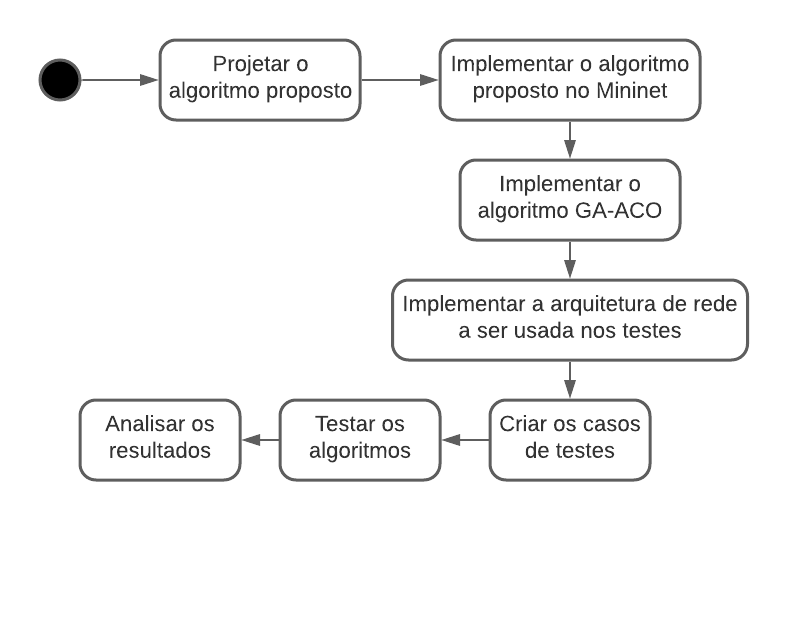 Projetar o
algoritmo proposto
Implementar o algoritmo
proposto no Mininet
Implementar o
algoritmo GA-ACO
Implementar a arquitetura de rede
a ser usada nos testes
Criar os casos
de testes
Testar os
algoritmos
Analisar os
resultados